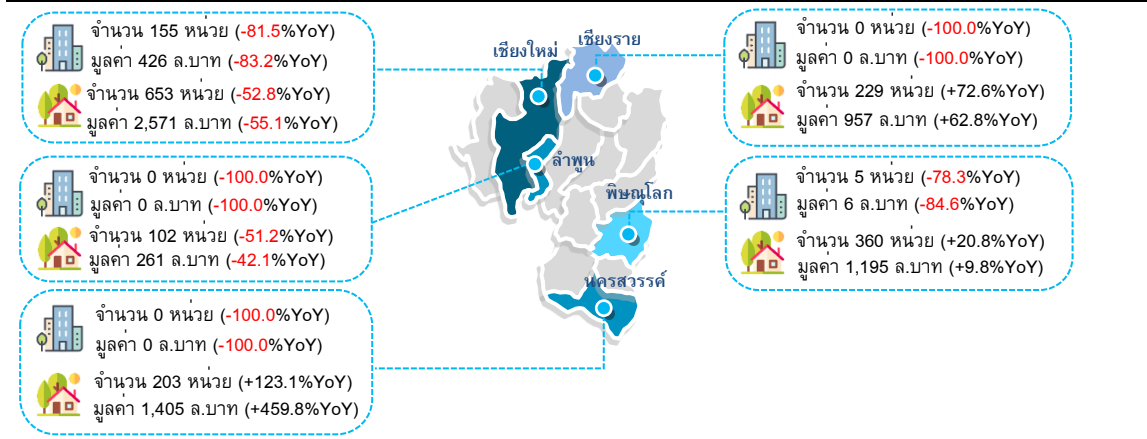 จำนวน 155 หน่วย (-81.5%YoY)
มูลค่า 426 ล.บาท (-83.2%YoY)
จำนวน 653 หน่วย (-52.8%YoY)
มูลค่า 2,571 ล.บาท (-55.1%YoY)
จำนวน 0 หน่วย (-100.0%YoY)
มูลค่า 0 ล.บาท (-100.0%YoY)
จำนวน 102 หน่วย (-51.2%YoY)
มูลค่า 261 ล.บาท (-42.1%YoY)
จำนวน 0 หน่วย (-100.0%YoY)
มูลค่า 0 ล.บาท (-100.0%YoY)
จำนวน 203 หน่วย (+123.1%YoY)
มูลค่า 1,405 ล.บาท (+459.8%YoY)
เชียงใหม่
เชียงราย
ลำพูน
พิษณุโลก
นครสวรรค์
จำนวน 0 หน่วย (-100.0%YoY)
มูลค่า 0 ล.บาท (-100.0%YoY)
จำนวน 229 หน่วย (+72.6%YoY)
มูลค่า 957 ล.บาท (+62.8%YoY)
จำนวน 5 หน่วย (-78.3%YoY)
มูลค่า 6 ล.บาท (-84.6%YoY)
จำนวน 360 หน่วย (+20.8%YoY)
มูลค่า 1,195 ล.บาท (+9.8%YoY)